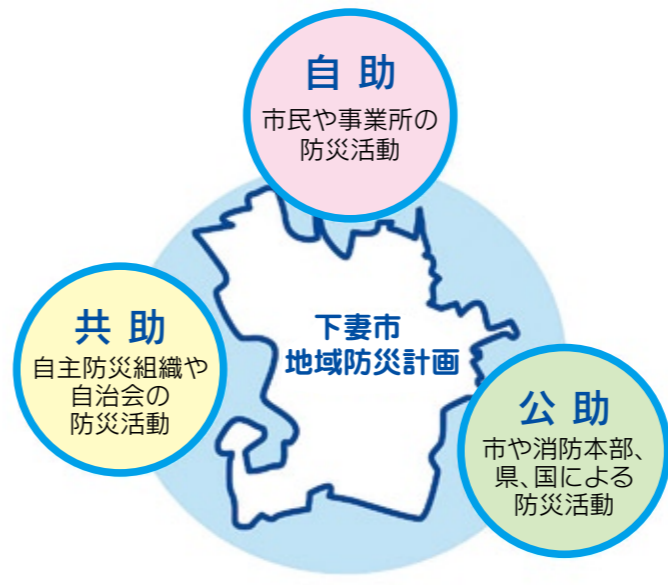 自助
市民や事業所の
防災活動
下妻市
地域防災計画
共助
自主防災組織や
自治会の
防災活動
公助
市や消防本部、
県、国による
防災活動